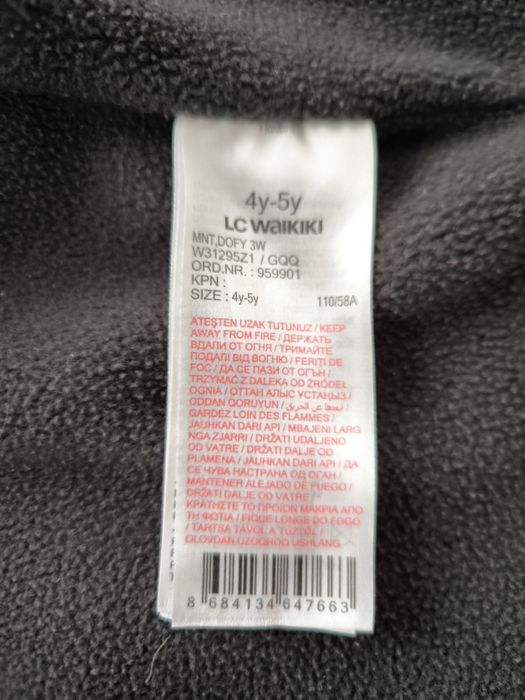 4y-5y
LC WAIKIKI
MNT,DOFY 3W
W31295Z1 / GQQ
ORD.NR. : 959901
KPN :
SIZE : 4y-5y 110/58A
ATEŞTEN UZAK TUTUNUZ / KEEP
AWAY FROM FIRE / ДЕРЖАТЬ
ВДАЛИ ОТ ОГНЯ / ТРИМАЙТЕ
ПОДАЛІ ВІД ВОГНЮ / FERIȚI DE
FOC / ДА СЕ ПАЗИ ОТ ОГЪН /
TRZYMAĆ Z DALEKA OD ŹRÓDEŁ
OGNIA / ОТТАН АЛЫС ҰСТАҢЫЗ /
ODDAN QORUYUN / ابعدها عن الحريق /
GARDEZ LOIN DES FLAMMES /
JAUHKAN DARI API / MBAJENI LARG
NGA ZJARRI / DRŽATI UDALJENO
OD VATRE / DRŽATI DALJE OD
PLAMENA / JAUHKAN DARI API / ДА
СЕ ЧУВА НАСТРАНА ОД ОГАН /
MANTENER ALEJADO DE FUEGO /
DRŽATI DALJE OD VATRE
ΚΡΑΤΗΣΤΕ ΤΟ ΠΡΟΪΟΝ ΜΑΚΡΙΑ ΑΠΟ
ΤΗ ΦΩΤΙΑ / FIQUE LONGE DO FOGO
/ TARTSA TÁVOL A TŰZTŐL /
OLOVDAN UZOQROQ USHLANG
8 684134 647663